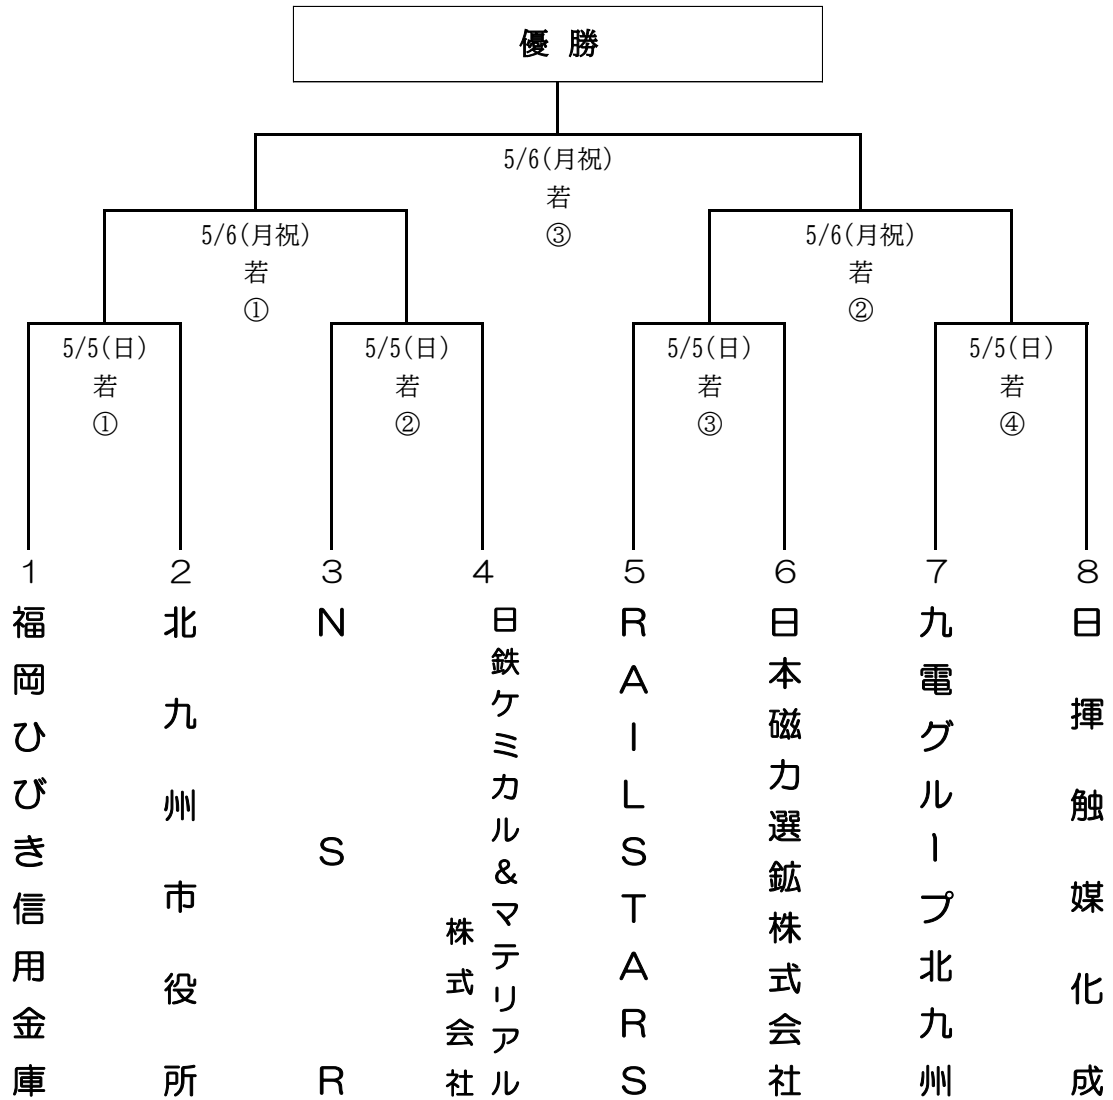 優 勝
5/6(月祝)
若
③
5/6(月祝)
若
①
5/6(月祝)
若
②
5/5(日)
若
①
5/5(日)
若
②
5/5(日)
若
③
5/5(日)
若
④
1
福岡ひびき信用金庫
2
北九州市役所
3
NSR
4
日鉄ケミカル&マテリアル
株式会社
5
RAILSTARS
6
日本磁力選鉱株式会社
7
九電グループ北九州
8
日揮触媒化成